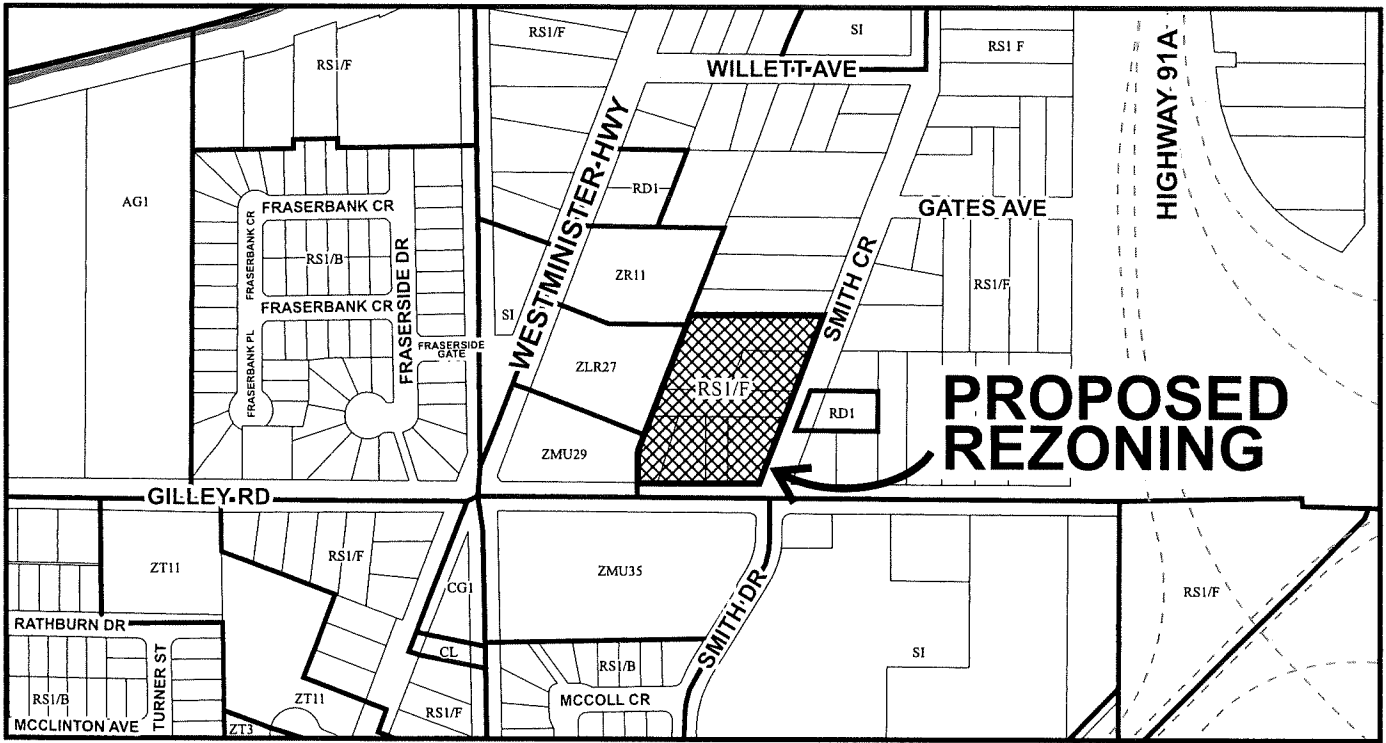 RS1/F
SI
RS1 F
RS1/F
WILLETT AVE
HIGHWAY 91A
WESTMINISTER HWY
RD1
AG1
FRASERBANK CR
GATES AVE
FRASERBANK CR
RS1/B
FRASERSIDE DR
ZR11
SMITH CR
RS1/F
FRASERBANK CR
SI
FRASERSIDE
GATE
FRASERBANK PL
ZLR27
RS1/F
RD1
PROPOSED
REZONING
ZMU29
GILLEY RD
ZT11
RS1/F
CG1
ZMU35
SMITH DR
RS1/F
RATHBURN DR
TURNER ST
CL
RS1/B
SI
RS1/B
ZT11
RS1/F
MCCOLL CR
MCCLINTON AVE
ZT3